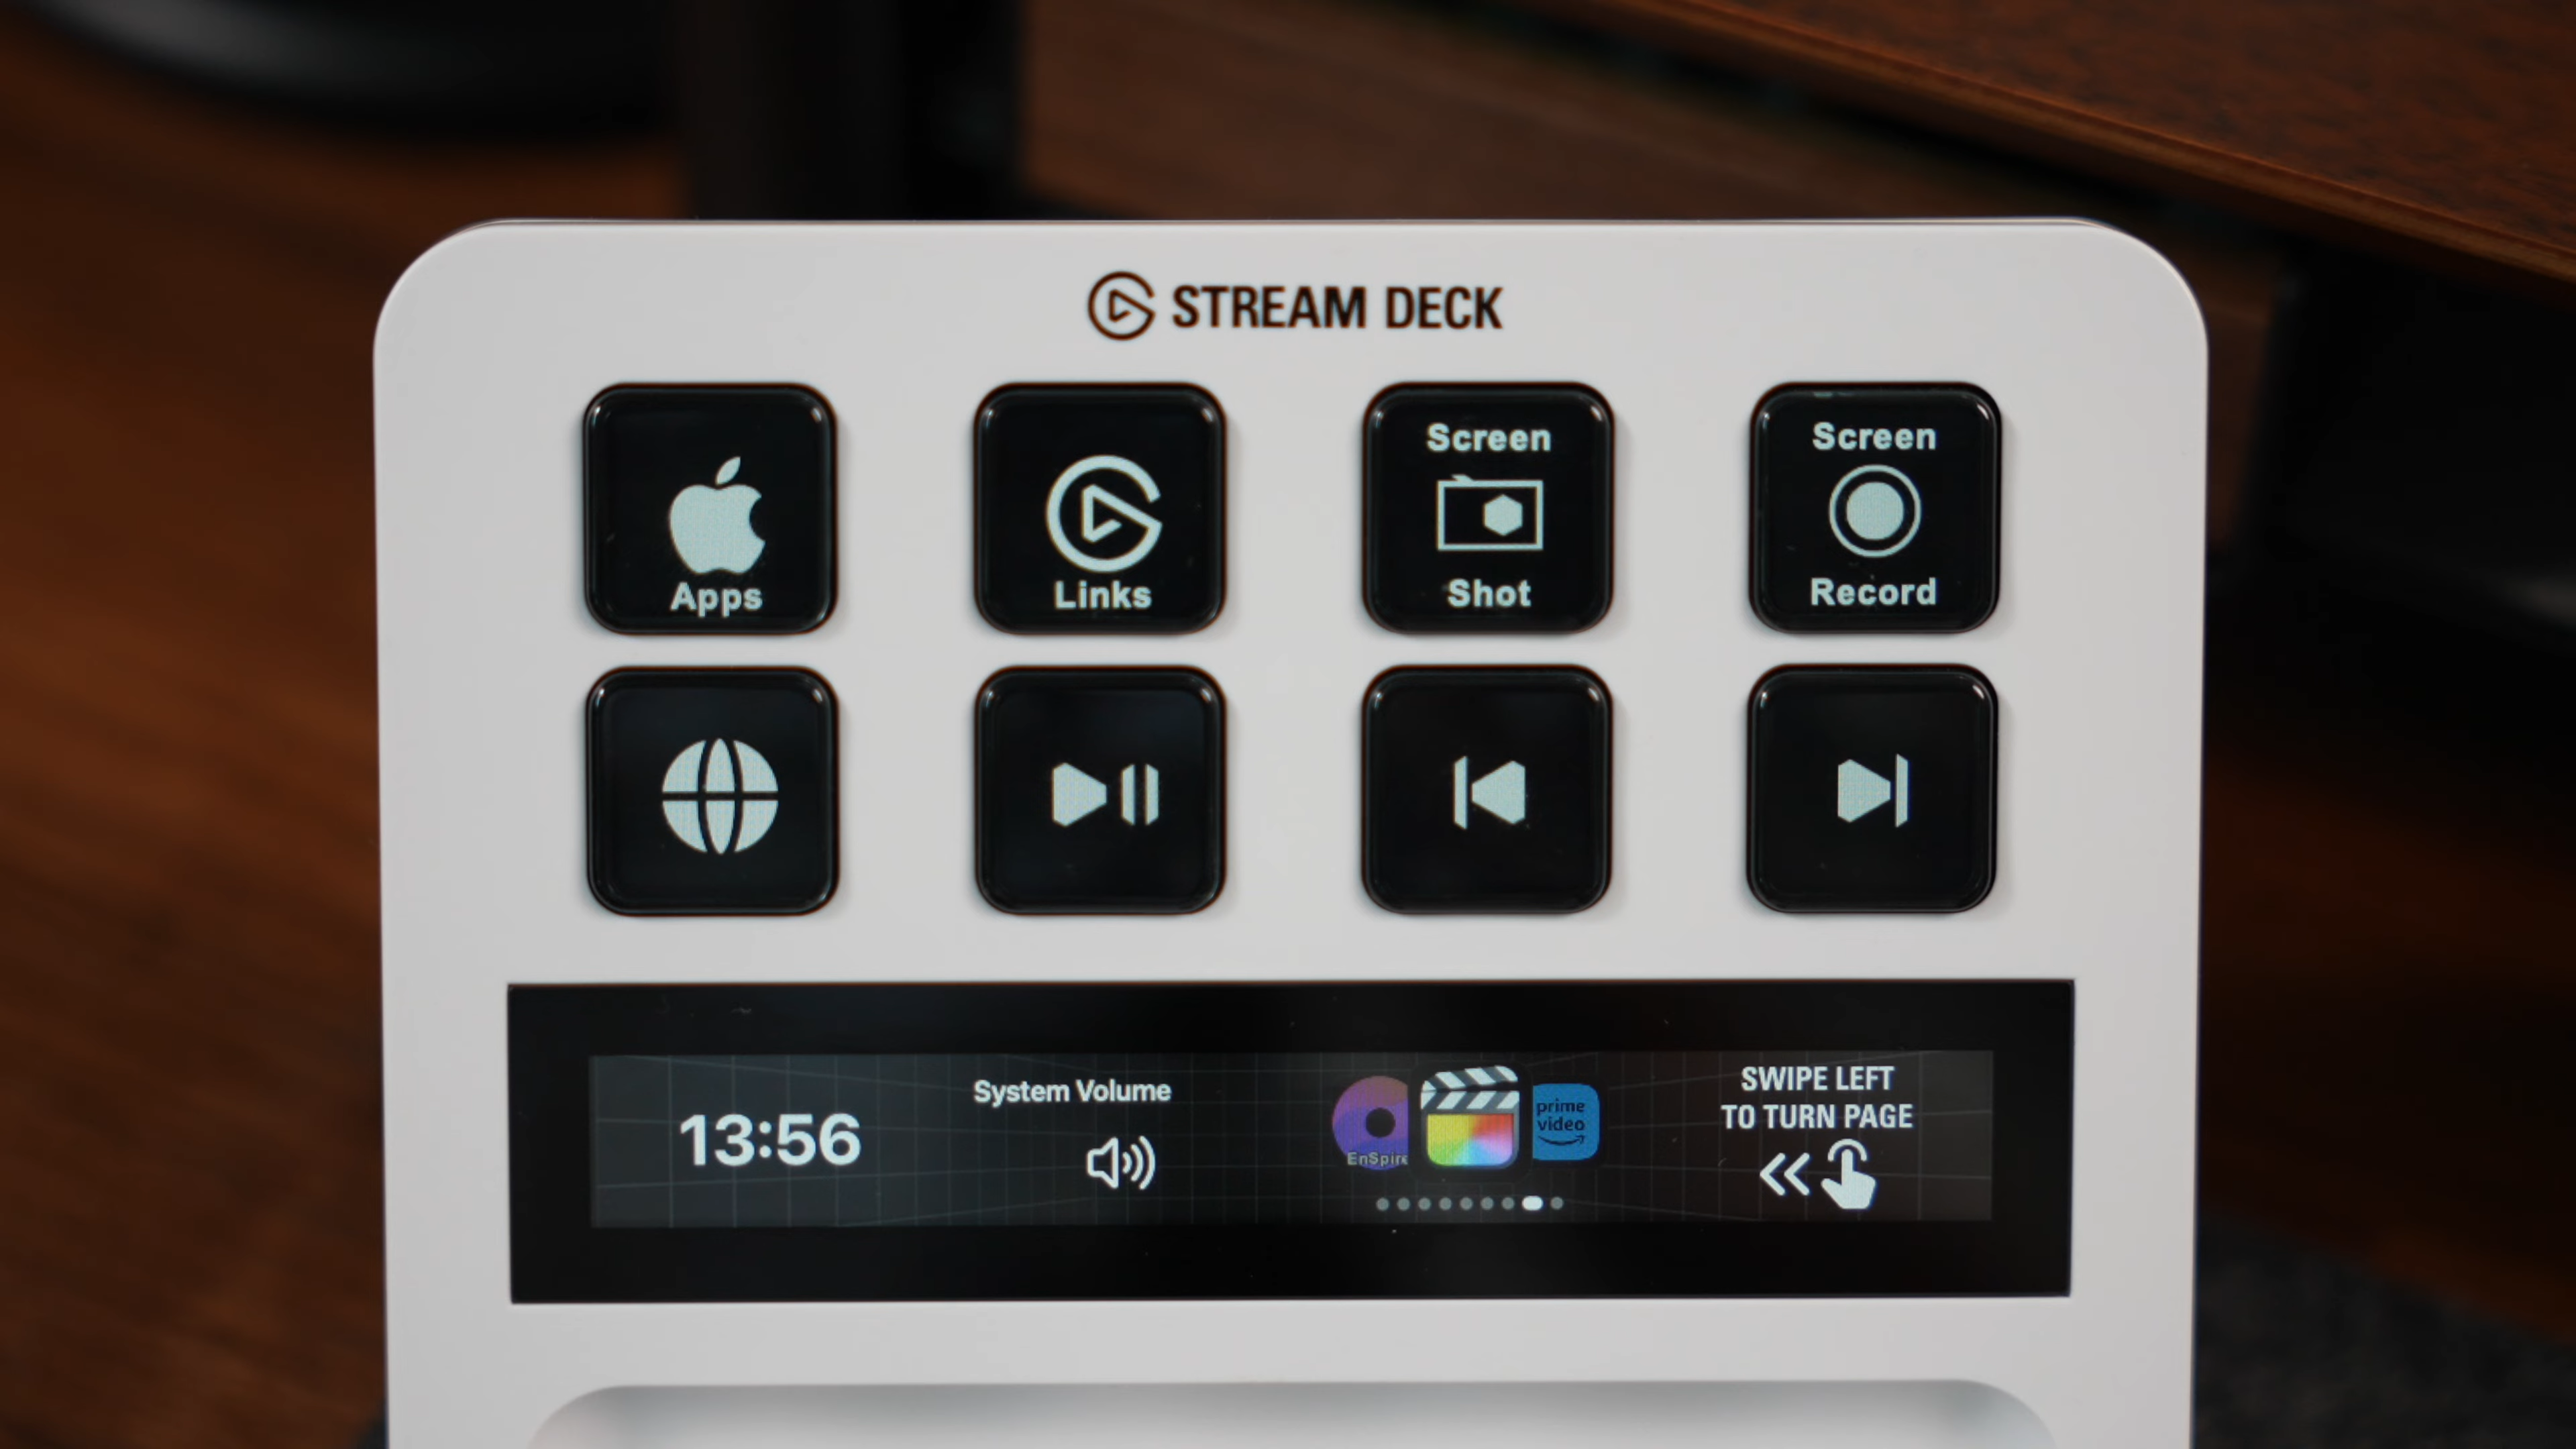 STREAM DECK
Apps
Links
Screen
Shot
Screen
Record
13:56
System Volume
EnSpire
prime
video
SWIPE LEFT
TO TURN PAGE